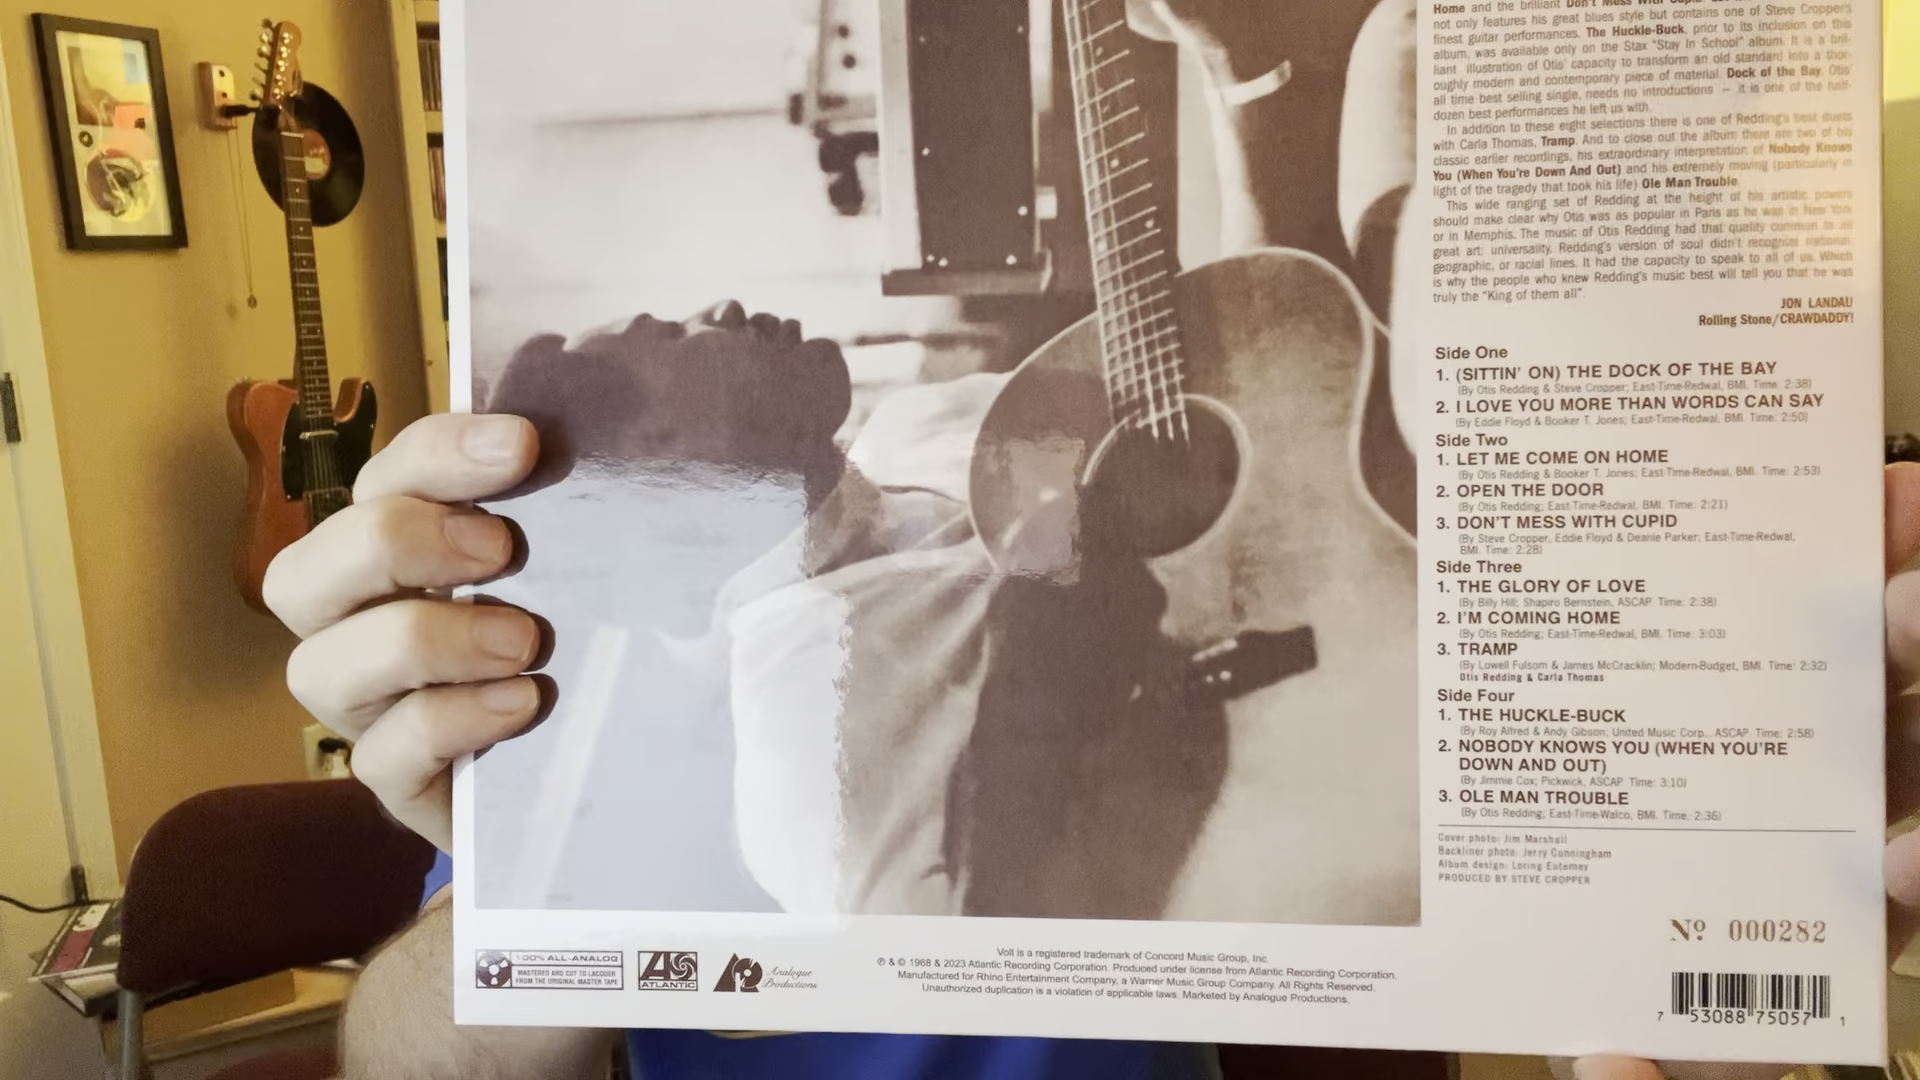 Home and the brilliant Don't Mess With Cupid.
not only features his great blues style but contains one of Steve Cropper's
finest guitar performances. The Huckle-Buck, prior to its inclusion on this
album, was available only on the Stax "Stay In School" album. It is a bril-
liant illustration of Otis' capacity to transform an old standard into a thor-
oughly modern and contemporary piece of material. Dock of the Bay, Otis'
all time best selling single, needs no introductions — it is one of the half-
dozen best performances he left us with.
In addition to these eight selections there is one of Redding's best duets
with Carla Thomas, Tramp. And to close out the album there are two of his
classic earlier recordings, his extraordinary interpretation of Nobody Knows
You (When You're Down And Out) and his extremely moving (particularly in
light of the tragedy that took his life) Ole Man Trouble.
This wide ranging set of Redding at the height of his artistic powers
should make clear why Otis was as popular in Paris as he was in New York
or in Memphis. The music of Otis Redding had that quality common to all
great art: universality. Redding's version of soul didn't recognize national,
geographic, or racial lines. It had the capacity to speak to all of us. Which
is why the people who knew Redding's music best will tell you that he was
truly the "King of them all".
JON LANDAU
Rolling Stone/CRAWDADDY!
Side One
1. (SITTIN' ON) THE DOCK OF THE BAY
(By Otis Redding & Steve Cropper; East-Time-Redwal, BMI. Time: 2:38)
2. I LOVE YOU MORE THAN WORDS CAN SAY
(By Eddie Floyd & Booker T. Jones; East-Time-Redwal, BMI. Time: 2:50)
Side Two
1. LET ME COME ON HOME
(By Otis Redding & Booker T. Jones; East-Time-Redwal, BMI. Time: 2:53)
2. OPEN THE DOOR
(By Otis Redding; East-Time-Redwal, BMI. Time: 2:21)
3. DON'T MESS WITH CUPID
(By Steve Cropper, Eddie Floyd & Deanie Parker; East-Time-Redwal,
BMI. Time: 2:28)
Side Three
1. THE GLORY OF LOVE
(By Billy Hill; Shapiro Bernstein, ASCAP. Time: 2:38)
2. I'M COMING HOME
(By Otis Redding; East-Time-Redwal, BMI. Time: 3:03)
3. TRAMP
(By Lowell Fulsom & James McCracklin; Modern-Budget, BMI. Time: 2:32)
Otis Redding & Carla Thomas
Side Four
1. THE HUCKLE-BUCK
(By Roy Alfred & Andy Gibson; United Music Corp., ASCAP. Time: 2:58)
2. NOBODY KNOWS YOU (WHEN YOU'RE
DOWN AND OUT)
(By Jimmie Cox; Pickwick, ASCAP. Time: 3:10)
3. OLE MAN TROUBLE
(By Otis Redding; East-Time-Walco, BMI. Time: 2:36)
Cover photo: Jim Marshall
Backliner photo: Jerry Cunningham
Album design: Loring Eutemey
PRODUCED BY STEVE CROPPER
Nº 000282
100% ALL-ANALOG
MASTERED AND CUT TO LACQUER
FROM THE ORIGINAL MASTER TAPE
ATLANTIC
Analogue
Productions
Volt is a registered trademark of Concord Music Group, Inc.
℗ & © 1968 & 2023 Atlantic Recording Corporation. Produced under license from Atlantic Recording Corporation.
Manufactured for Rhino Entertainment Company, a Warner Music Group Company. All Rights Reserved.
Unauthorized duplication is a violation of applicable laws. Marketed by Analogue Productions.
7 53088 75057 1